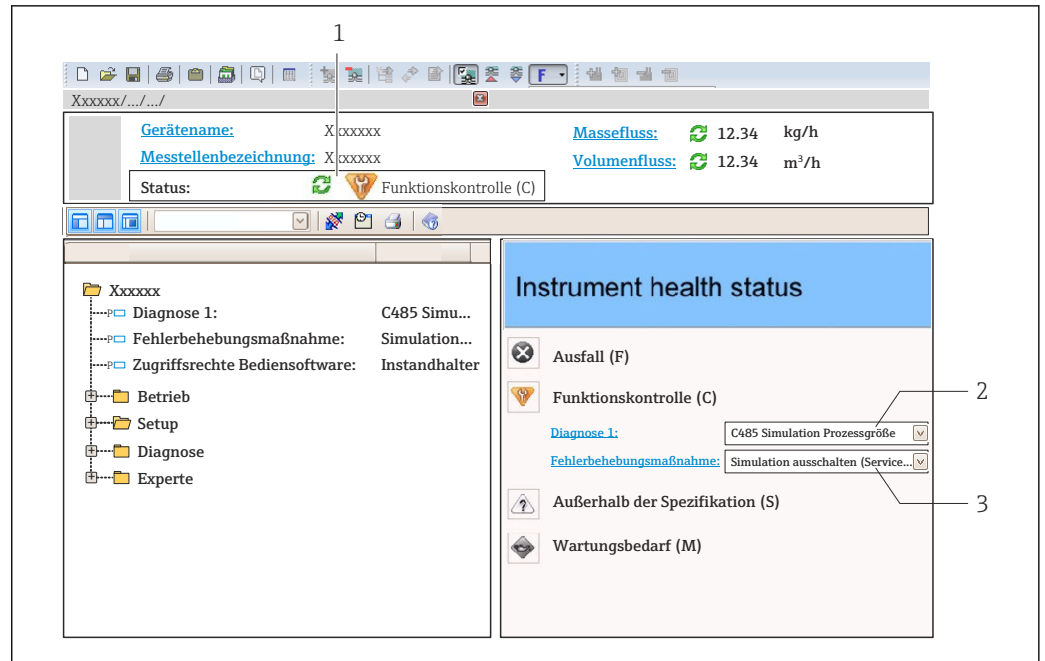 1
F
Xxxxxx/.../.../
Gerätename: Xxxxxxx Massefluss: 12.34 kg/h
Messstellenbezeichnung: Xxxxxxx Volumenfluss: 12.34 m³/h
Status: Funktionskontrolle (C)
Xxxxxx
P Diagnose 1: C485 Simu...
P Fehlerbehebungsmaßnahme: Simulation...
P Zugriffsrechte Bediensoftware: Instandhalter
Betrieb
Setup
Diagnose
Experte
Instrument health status
Ausfall (F)
Funktionskontrolle (C)
2
Diagnose 1: C485 Simulation Prozessgröße
Fehlerbehebungsmaßnahme: Simulation ausschalten (Service...
3
Außerhalb der Spezifikation (S)
Wartungsbedarf (M)